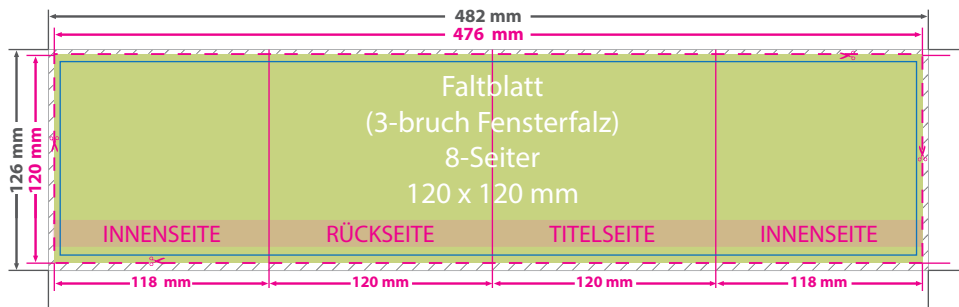 482 mm
476 mm
126 mm
120 mm
Faltblatt
(3-bruch Fensterfalz)
8-Seiter
120 x 120 mm
INNENSEITE RÜCKSEITE TITELSEITE INNENSEITE
118 mm 120 mm 120 mm 118 mm